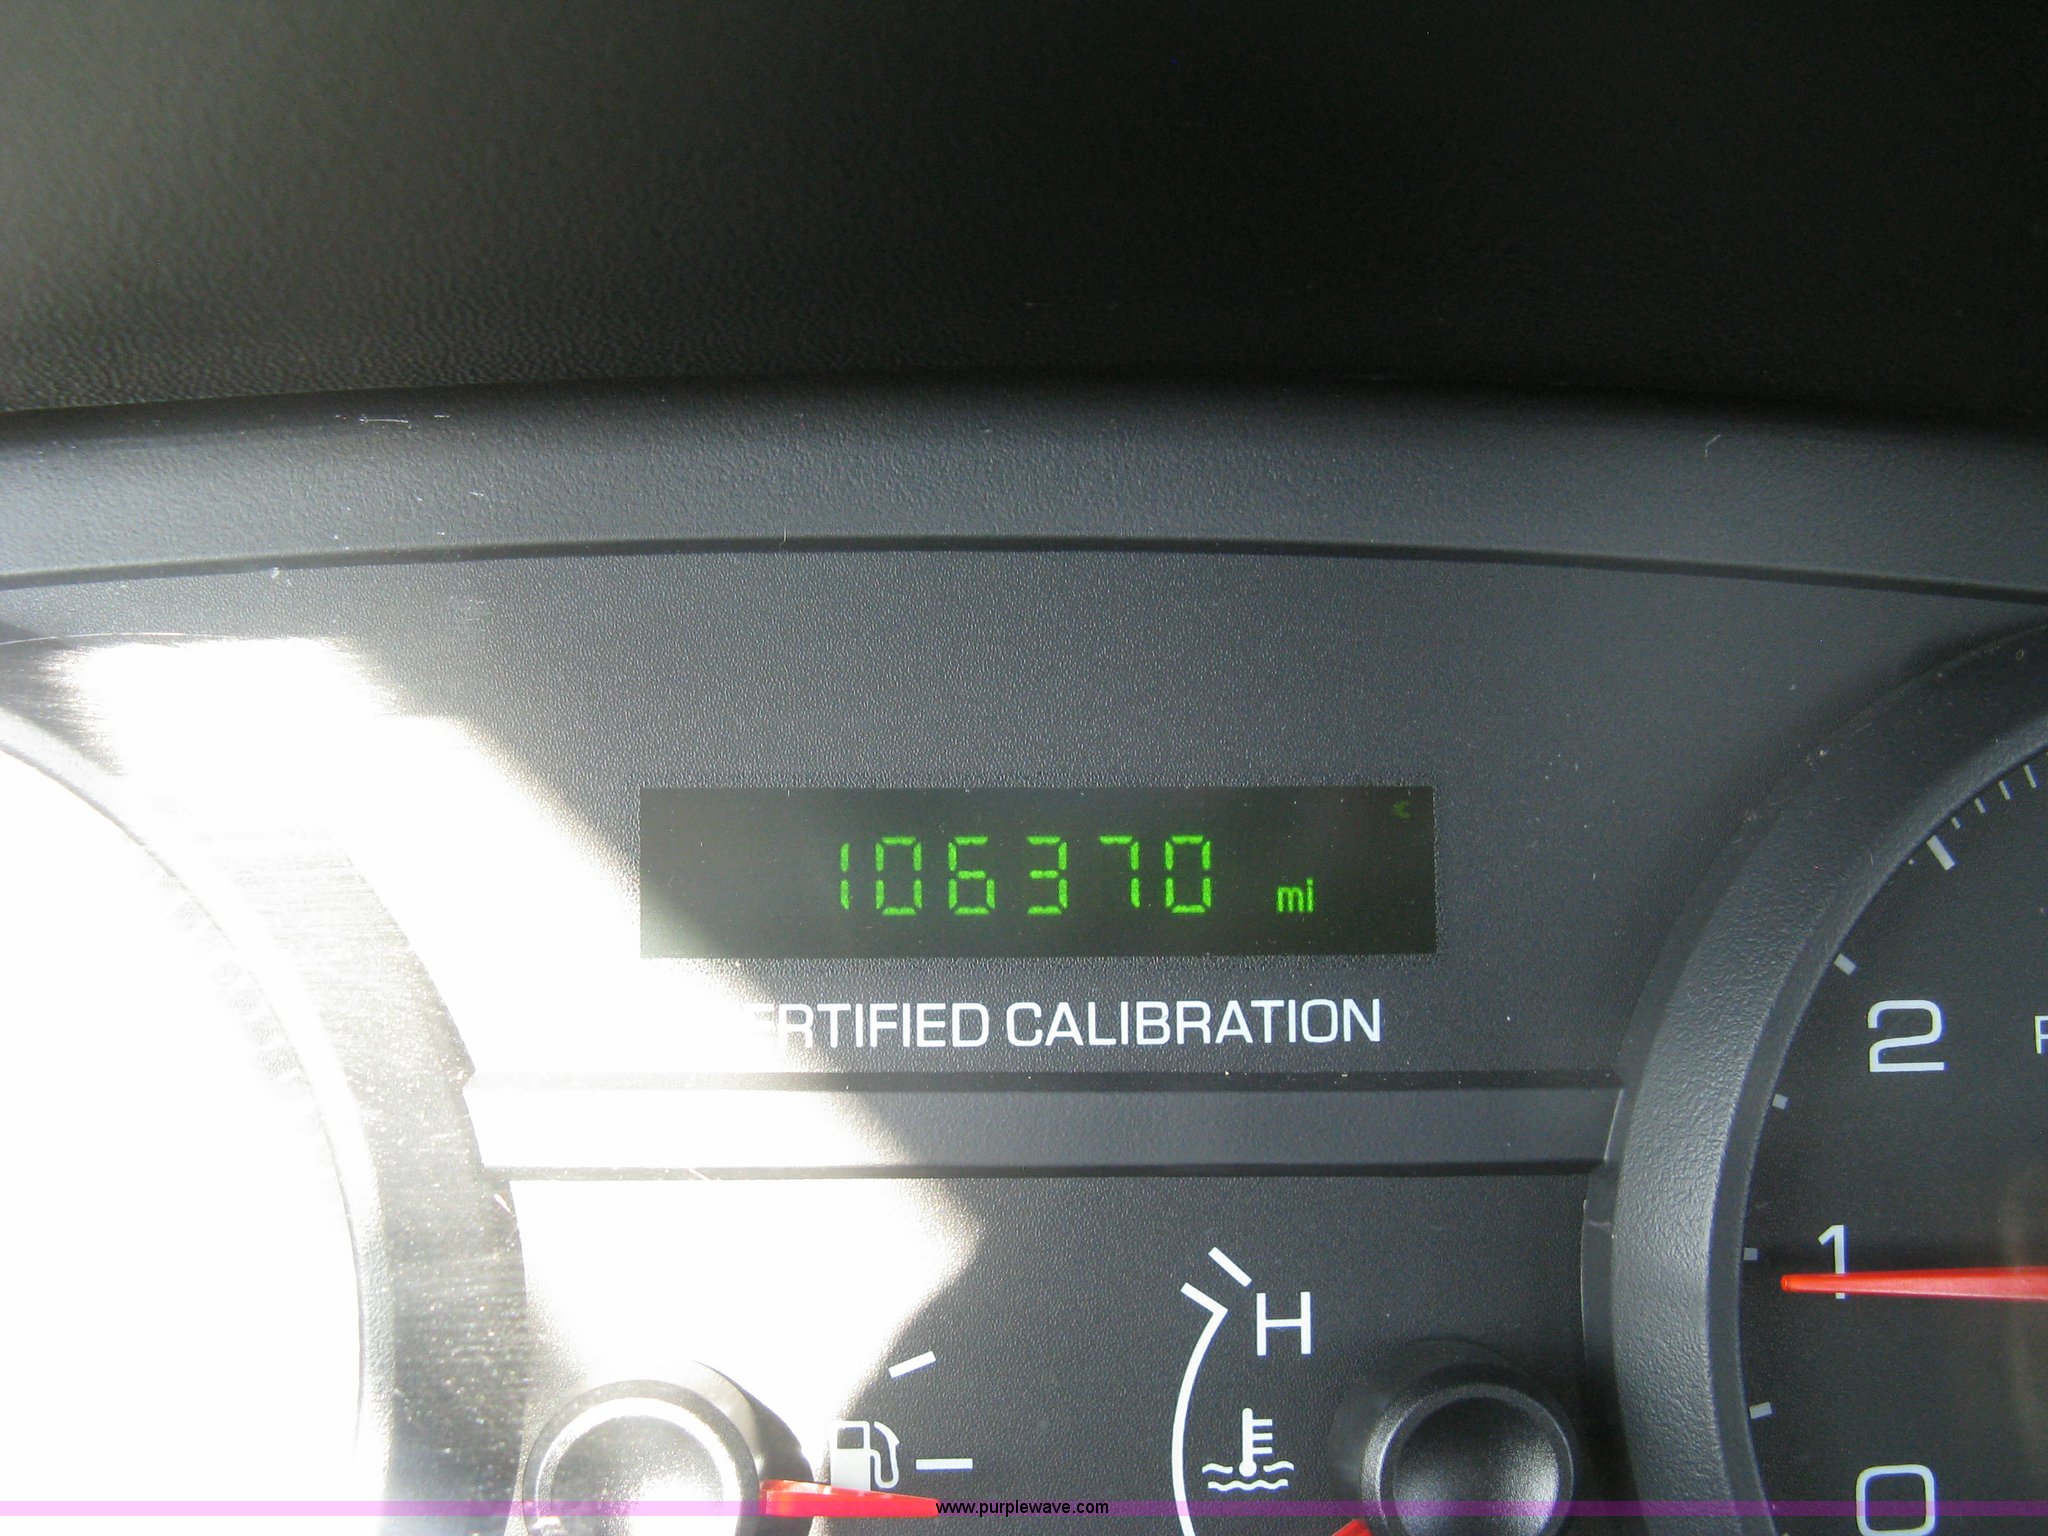 106370 mi
ERTIFIED CALIBRATION
2
1
H
0
www.purplewave.com